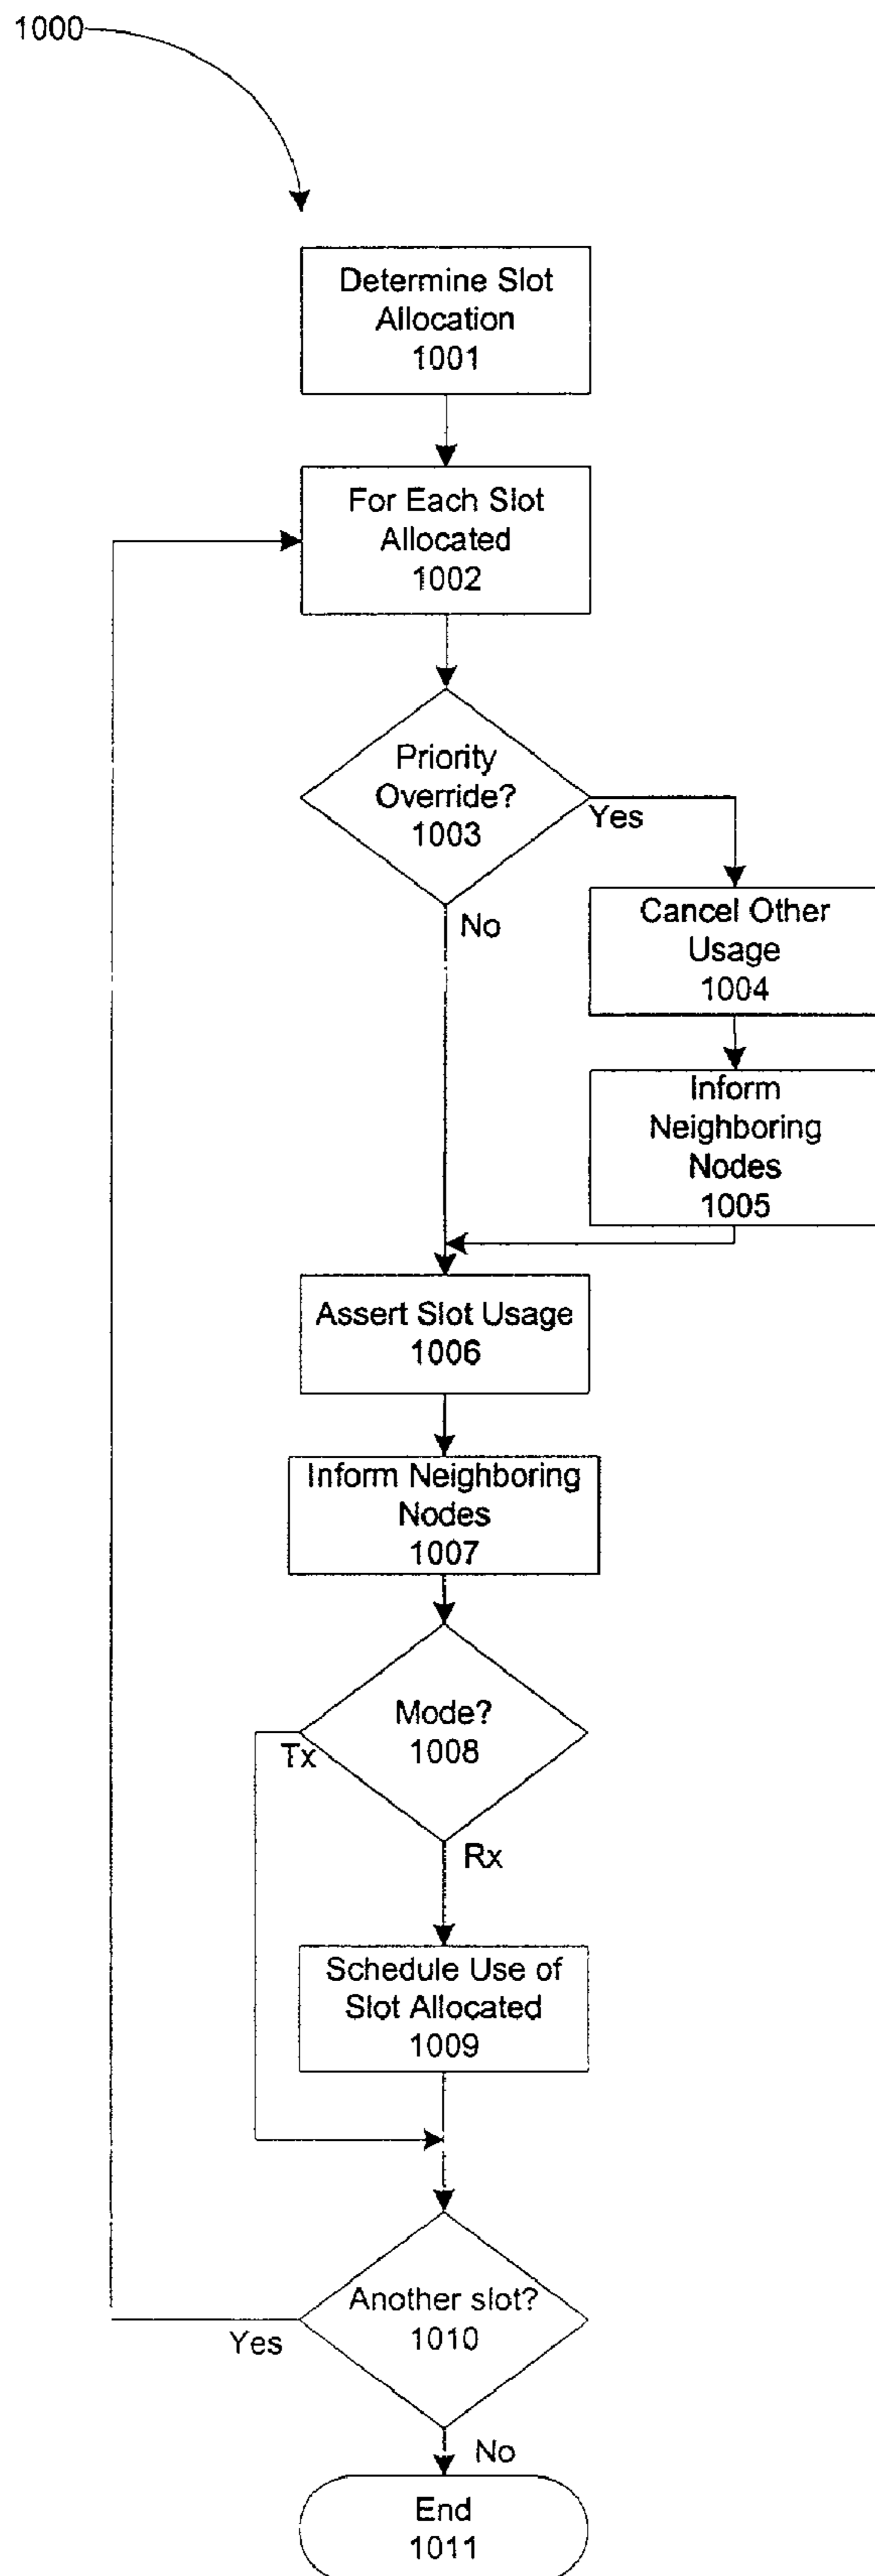 1000
Determine Slot
Allocation
1001
For Each Slot
Allocated
1002
Priority
Override?
1003
Yes
No
Cancel Other
Usage
1004
Inform
Neighboring
Nodes
1005
Assert Slot Usage
1006
Inform Neighboring
Nodes
1007
Mode?
1008
Tx
Rx
Schedule Use of
Slot Allocated
1009
Another slot?
1010
Yes
No
End
1011